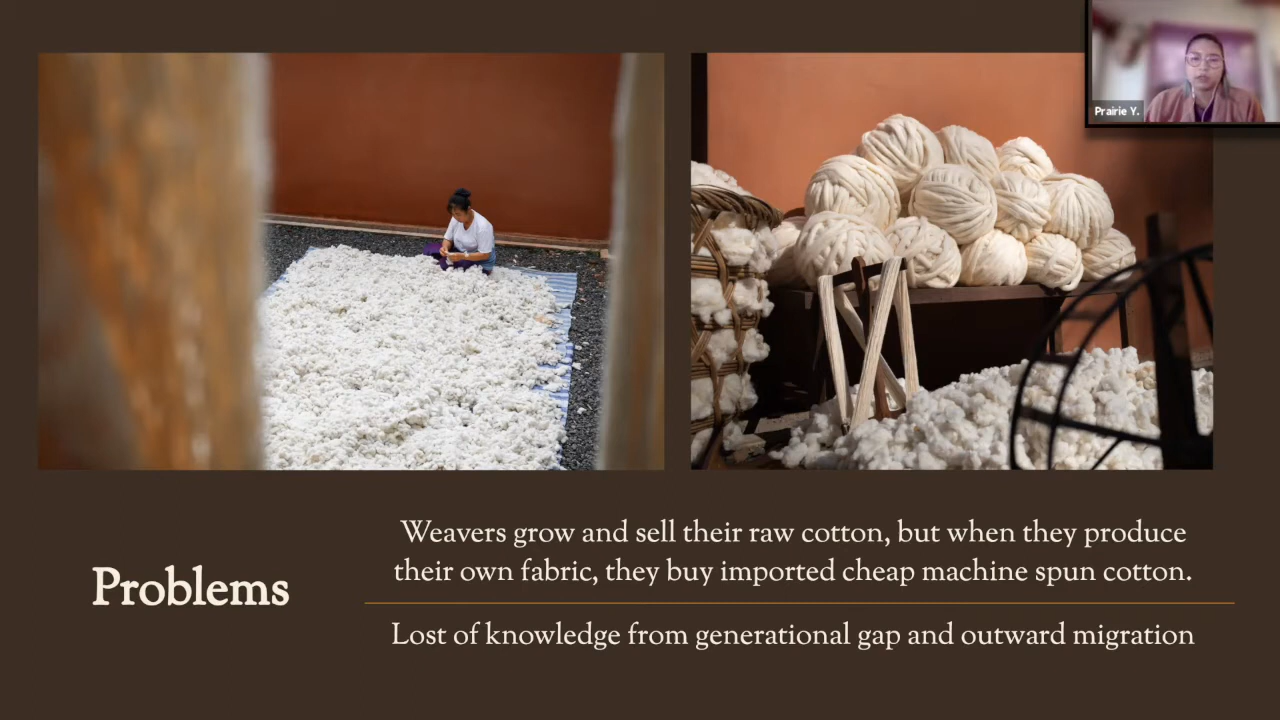 Prairie Y.
Problems
Weavers grow and sell their raw cotton, but when they produce
their own fabric, they buy imported cheap machine spun cotton.
Lost of knowledge from generational gap and outward migration